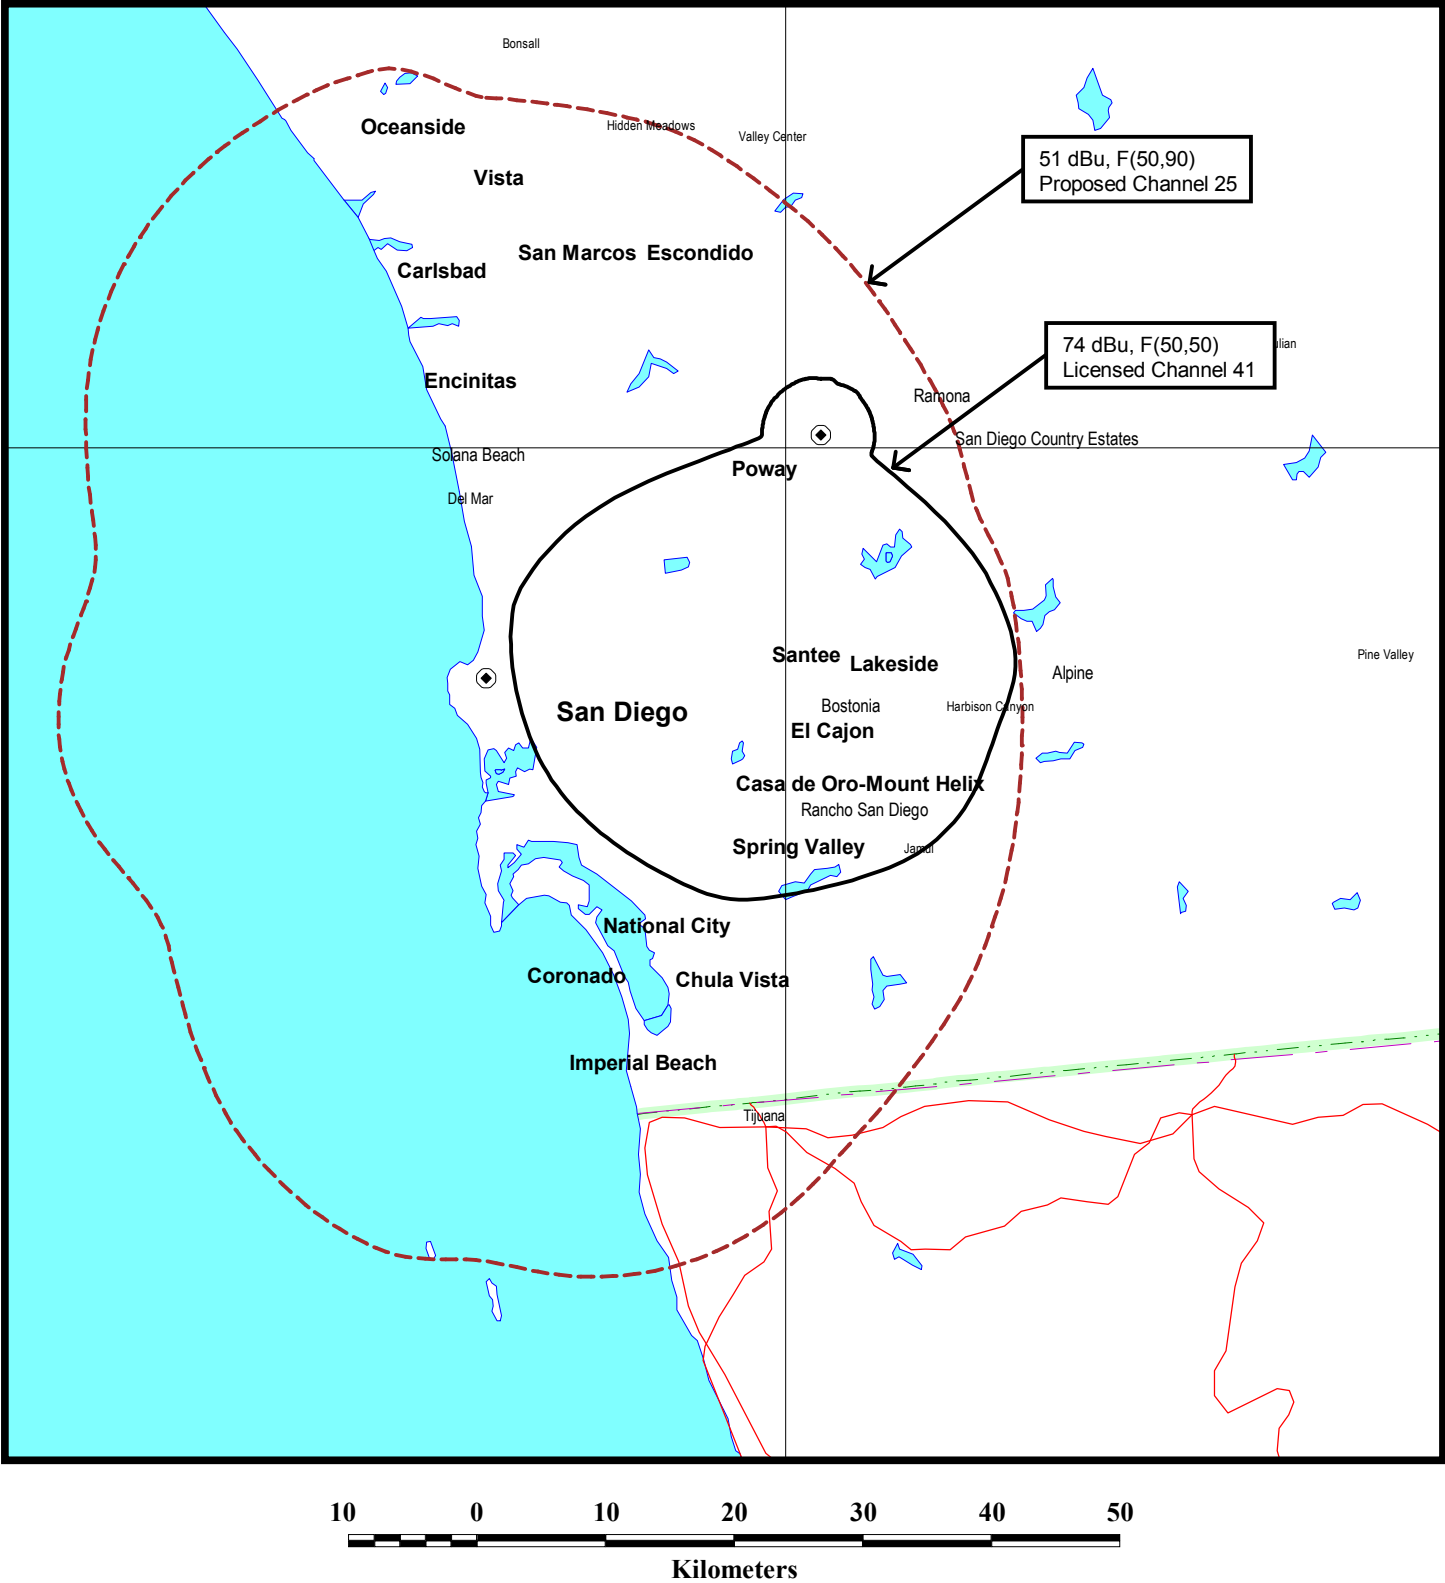 Bonsall
Oceanside
Hidden Meadows
Valley Center
51 dBu, F(50,90)
Proposed Channel 25
Vista
San Marcos Escondido
Carlsbad
74 dBu, F(50,50)
Licensed Channel 41
Encinitas
Ramona
San Diego Country Estates
Solana Beach
Poway
Del Mar
Santee
Lakeside
Pine Valley
Alpine
Bostonia
Harbison Canyon
San Diego
El Cajon
Casa de Oro-Mount Helix
Rancho San Diego
Spring Valley
Jamul
National City
Coronado
Chula Vista
Imperial Beach
Tijuana
10 0 10 20 30 40 50
Kilometers